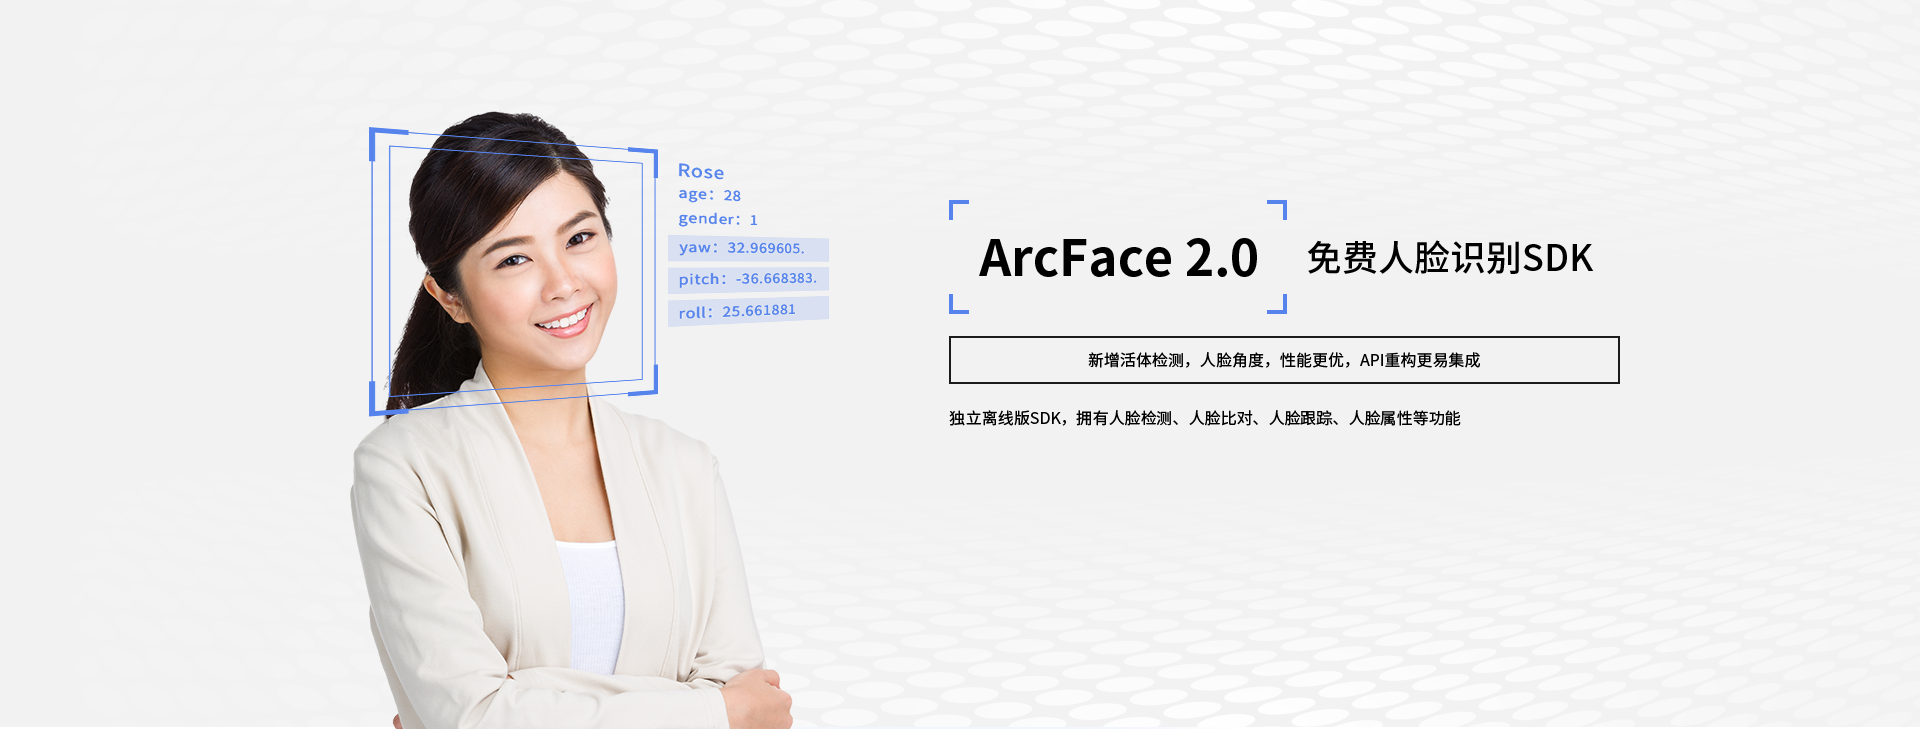 Rose
age：28
gender：1
yaw：32.969605.
pitch：-36.668383.
roll：25.661881
ArcFace 2.0 免费人脸识别SDK
新增活体检测，人脸角度，性能更优，API重构更易集成
独立离线版SDK，拥有人脸检测、人脸比对、人脸跟踪、人脸属性等功能